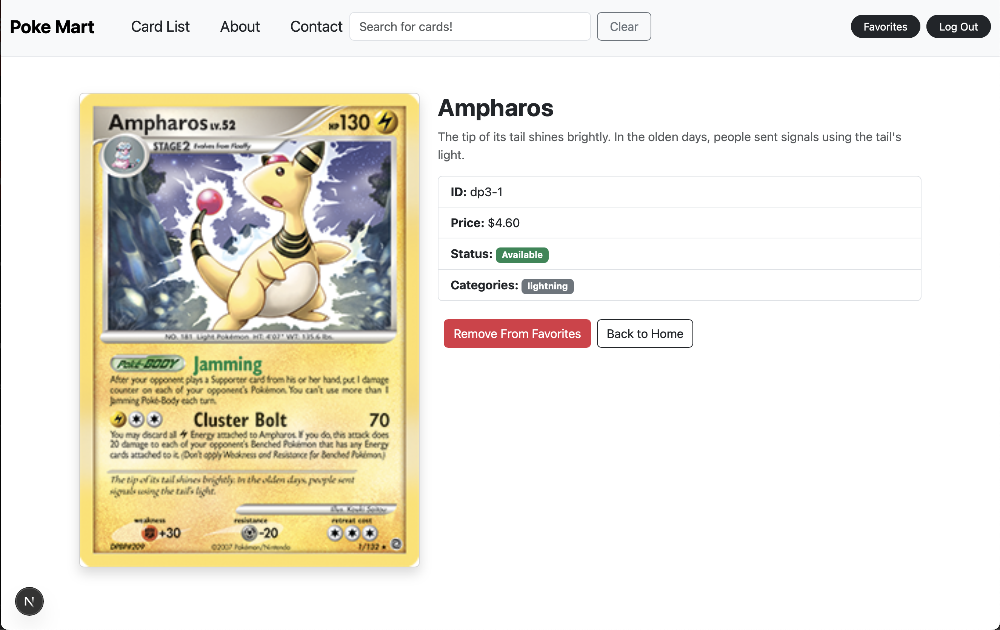 Poke Mart Card List About Contact Search for cards! Clear Favorites Log Out
Ampharos LV.52 HP 130
STAGE 2 Evolves from Flaaffy
NO. 181 Light Pokémon HT: 4'07" WT: 135.6 lbs.
Poké-BODY Jamming
After your opponent plays a Supporter card from his or her hand, put 1 damage
counter on each of your opponent's Pokémon. You can't use more than 1
Jamming Poké-Body each turn.
Cluster Bolt 70
You may discard all Energy attached to Ampharos. If you do, this attack does
20 damage to each of your opponent's Benched Pokémon that has any Energy
cards attached to it. (Don't apply Weakness and Resistance for Benched Pokémon.)
The tip of its tail shines brightly. In the olden days, people sent
signals using the tail's light.
Illus. Kouki Saitou
weakness resistance retreat cost
+30 -20
DPBP#209 ©2007 Pokémon/Nintendo 1/132
Ampharos
The tip of its tail shines brightly. In the olden days, people sent signals using the tail's
light.
ID: dp3-1
Price: $4.60
Status: Available
Categories: lightning
Remove From Favorites Back to Home
N